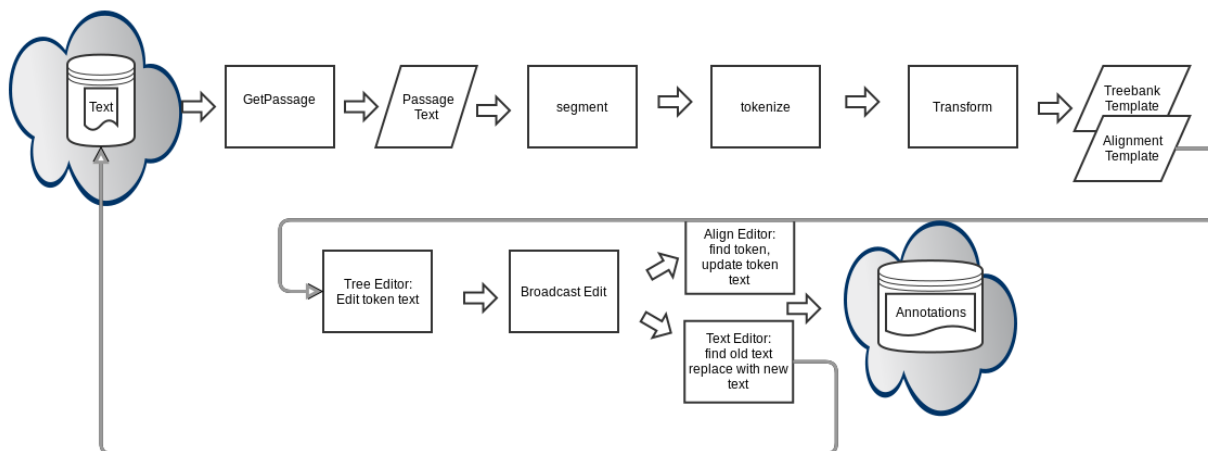 Text
GetPassage
Passage
Text
segment
tokenize
Transform
Treebank
Template
Alignment
Template
Tree Editor:
Edit token text
Broadcast Edit
Align Editor:
find token,
update token
text
Text Editor:
find old text
replace with new
text
Annotations